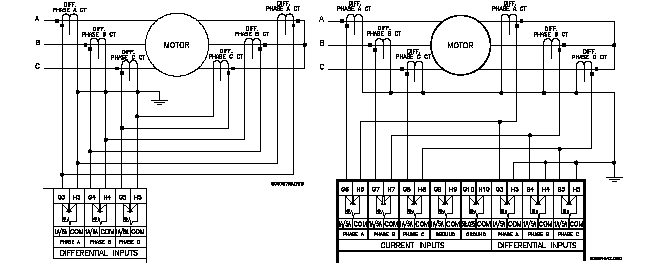 DIFF. PHASE A CT
DIFF. PHASE A CT
A
DIFF. PHASE B CT
DIFF. PHASE B CT
B
MOTOR
DIFF. PHASE C CT
DIFF. PHASE C CT
C
G3 H3 G4 H4 G5 H5
1A/5A COM 1A/5A COM 1A/5A COM
PHASE A PHASE B PHASE C
DIFFERENTIAL INPUTS
DIFF. PHASE A CT
DIFF. PHASE A CT
A
DIFF. PHASE B CT
DIFF. PHASE B CT
B
MOTOR
DIFF. PHASE C CT
DIFF. PHASE C CT
C
G6 H6 G7 H7 G8 H8 G9 H9 G10 H10 G3 H3 G4 H4 G5 H5
1A/5A COM 1A/5A COM 1A/5A COM 1A/5A COM COM 1A/5A COM 1A/5A COM 1A/5A COM
PHASE A PHASE B PHASE C GROUND GROUND PHASE A PHASE B PHASE C
CURRENT INPUTS DIFFERENTIAL INPUTS